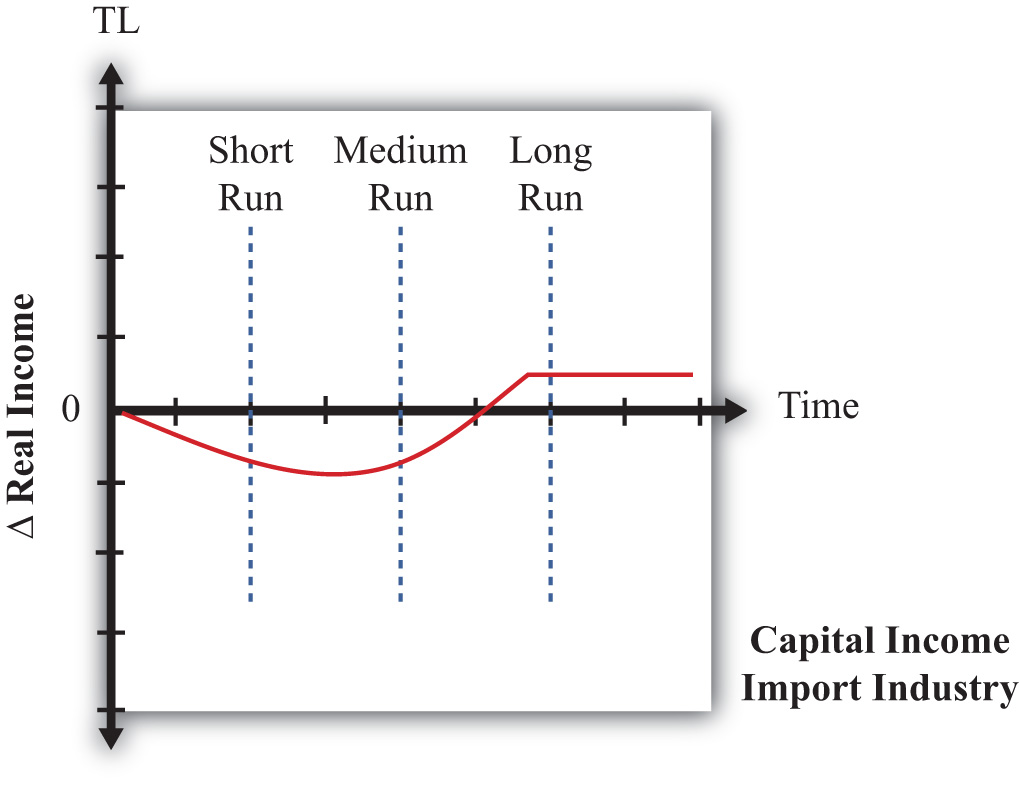 TL
Short
Run
Medium
Run
Long
Run
Δ Real Income
0
Time
Capital Income
Import Industry